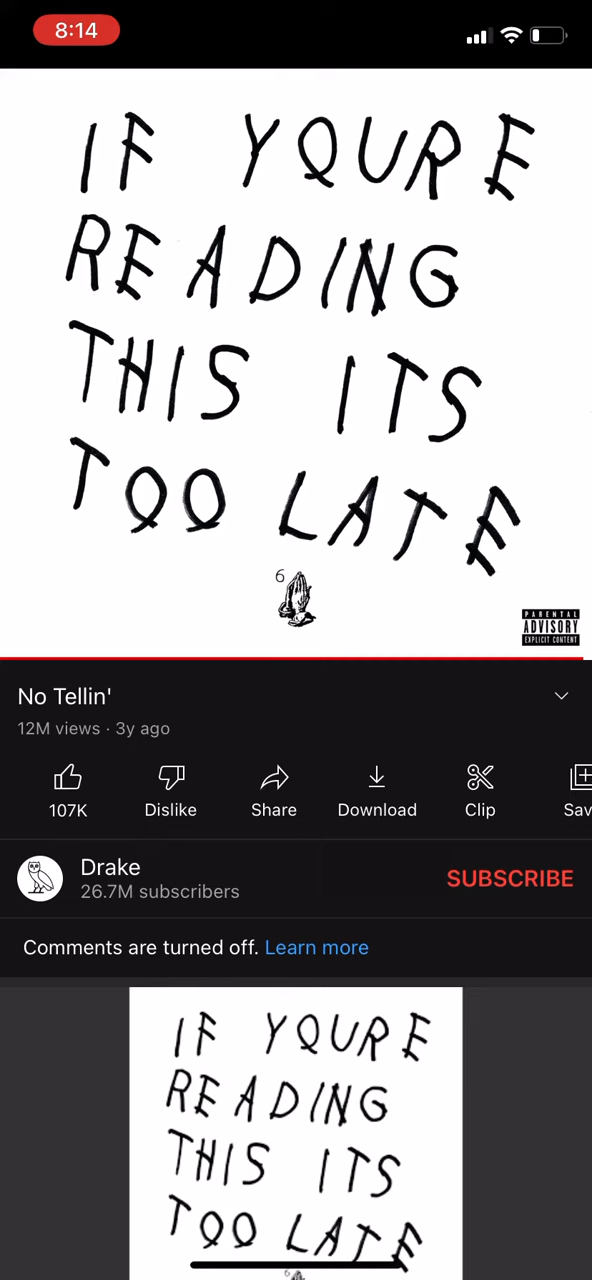 8:14
IF YOURE
READING
THIS ITS
TOO LATE
6
PARENTAL
ADVISORY
EXPLICIT CONTENT
No Tellin'
12M views · 3y ago
107K
Dislike
Share
Download
Clip
Sav
Drake
26.7M subscribers
SUBSCRIBE
Comments are turned off. Learn more
IF YOURE
READING
THIS ITS
TOO LATE
6